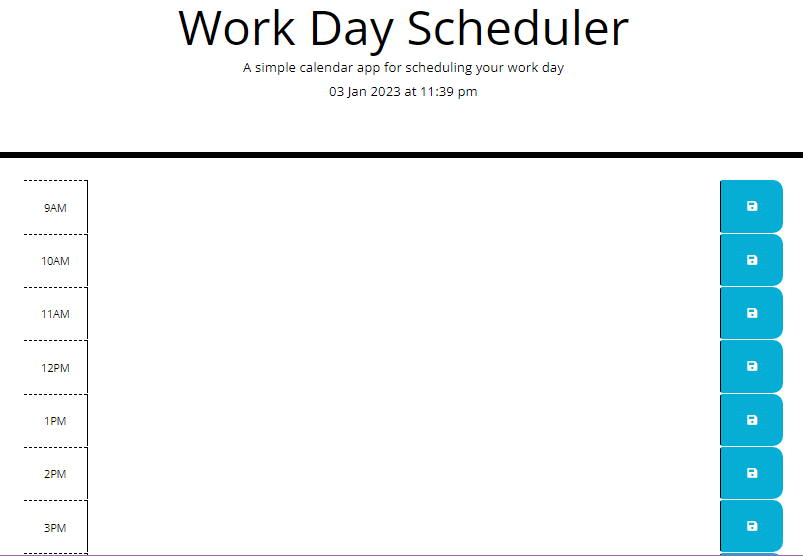 Work Day Scheduler
A simple calendar app for scheduling your work day
03 Jan 2023 at 11:39 pm
9AM
10AM
11AM
12PM
1PM
2PM
3PM